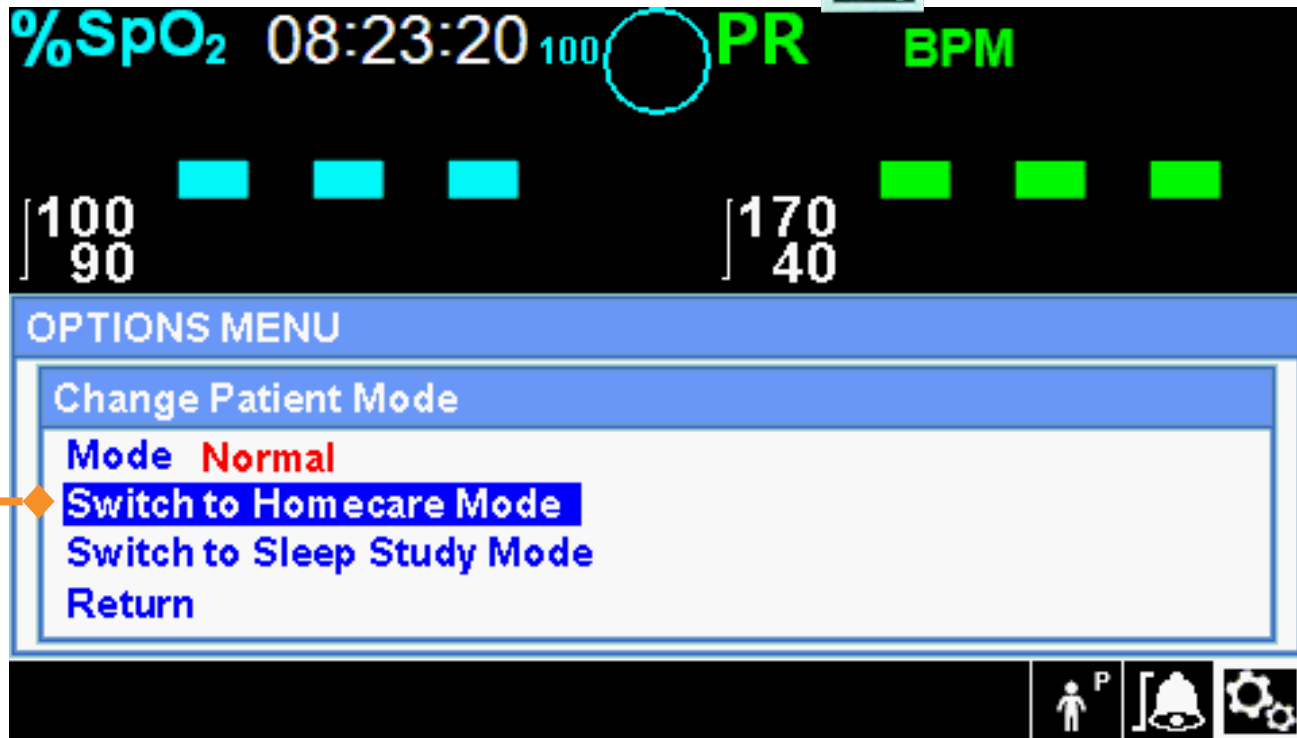 %SpO₂ 08:23:20 100 PR BPM
100 170
90 40
OPTIONS MENU
Change Patient Mode
Mode Normal
Switch to Homecare Mode
Switch to Sleep Study Mode
Return
P